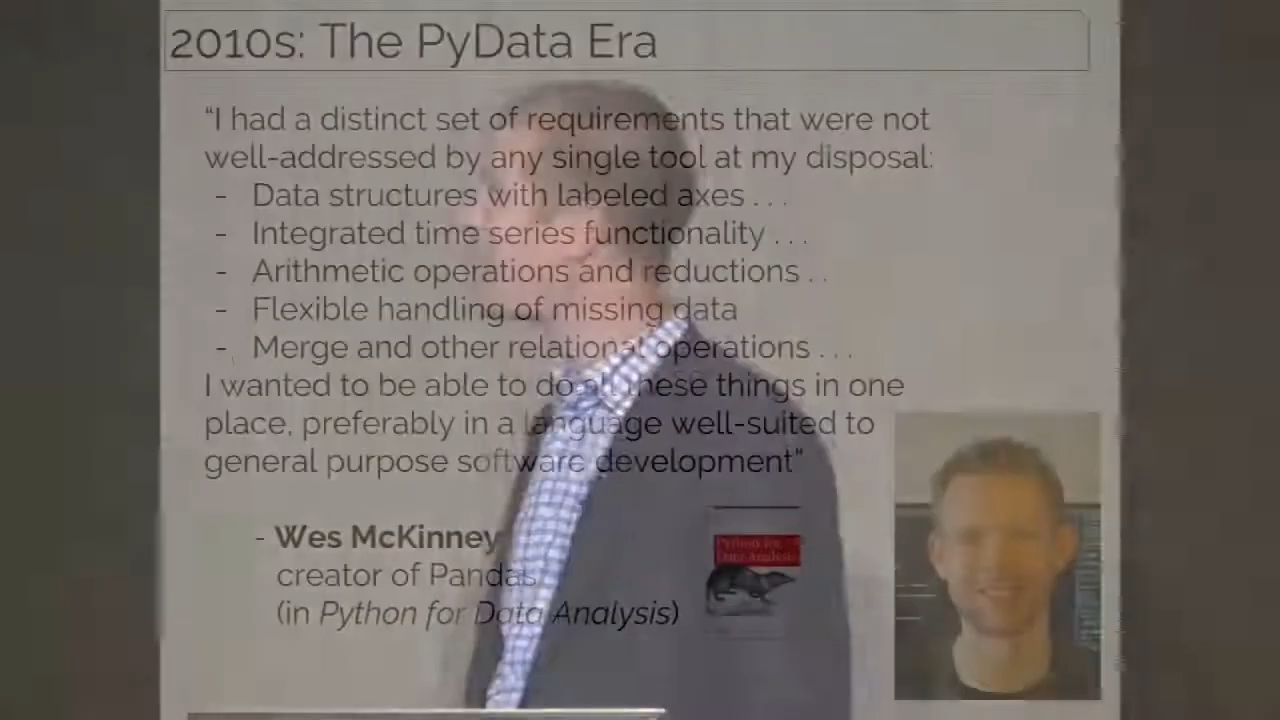 2010s: The PyData Era
“I had a distinct set of requirements that were not
well-addressed by any single tool at my disposal:
- Data structures with labeled axes . . .
- Integrated time series functionality . . .
- Arithmetic operations and reductions . .
- Flexible handling of missing data
- Merge and other relational operations . . .
I wanted to be able to do all these things in one
place, preferably in a language well-suited to
general purpose software development”
- Wes McKinney
creator of Pandas
(in Python for Data Analysis)
Python for
Data Analysis